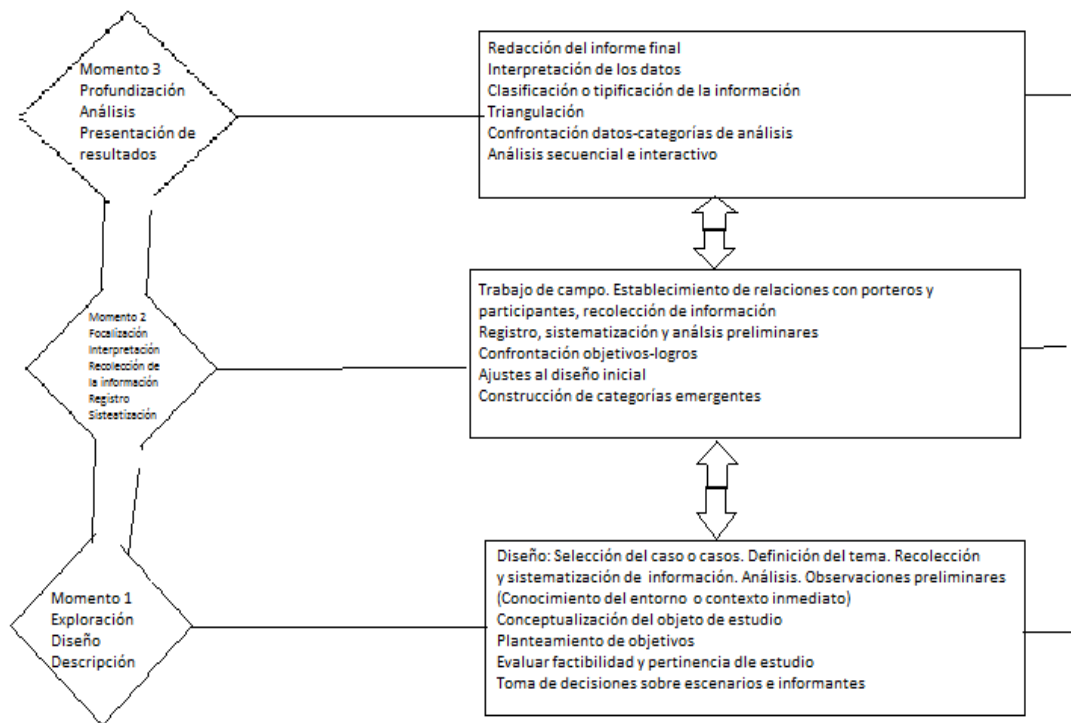 Momento 3
Profundización
Análisis
Presentación de
resultados
Redacción del informe final
Interpretación de los datos
Clasificación o tipificación de la información
Triangulación
Confrontación datos-categorías de análisis
Análisis secuencial e interactivo
Momento 2
Focalización
Interpretación
Recolección de
la información
Registro
Sisteatización
Trabajo de campo. Establecimiento de relaciones con porteros y
participantes, recolección de información
Registro, sistematización y análsis preliminares
Confrontación objetivos-logros
Ajustes al diseño inicial
Construcción de categorías emergentes
Momento 1
Exploración
Diseño
Descripción
Diseño: Selección del caso o casos. Definición del tema. Recolección
y sistematización de información. Análisis. Observaciones preliminares
(Conocimiento del entorno o contexto inmediato)
Conceptualización del objeto de estudio
Planteamiento de objetivos
Evaluar factibilidad y pertinencia dle estudio
Toma de decisiones sobre escenarios e informantes